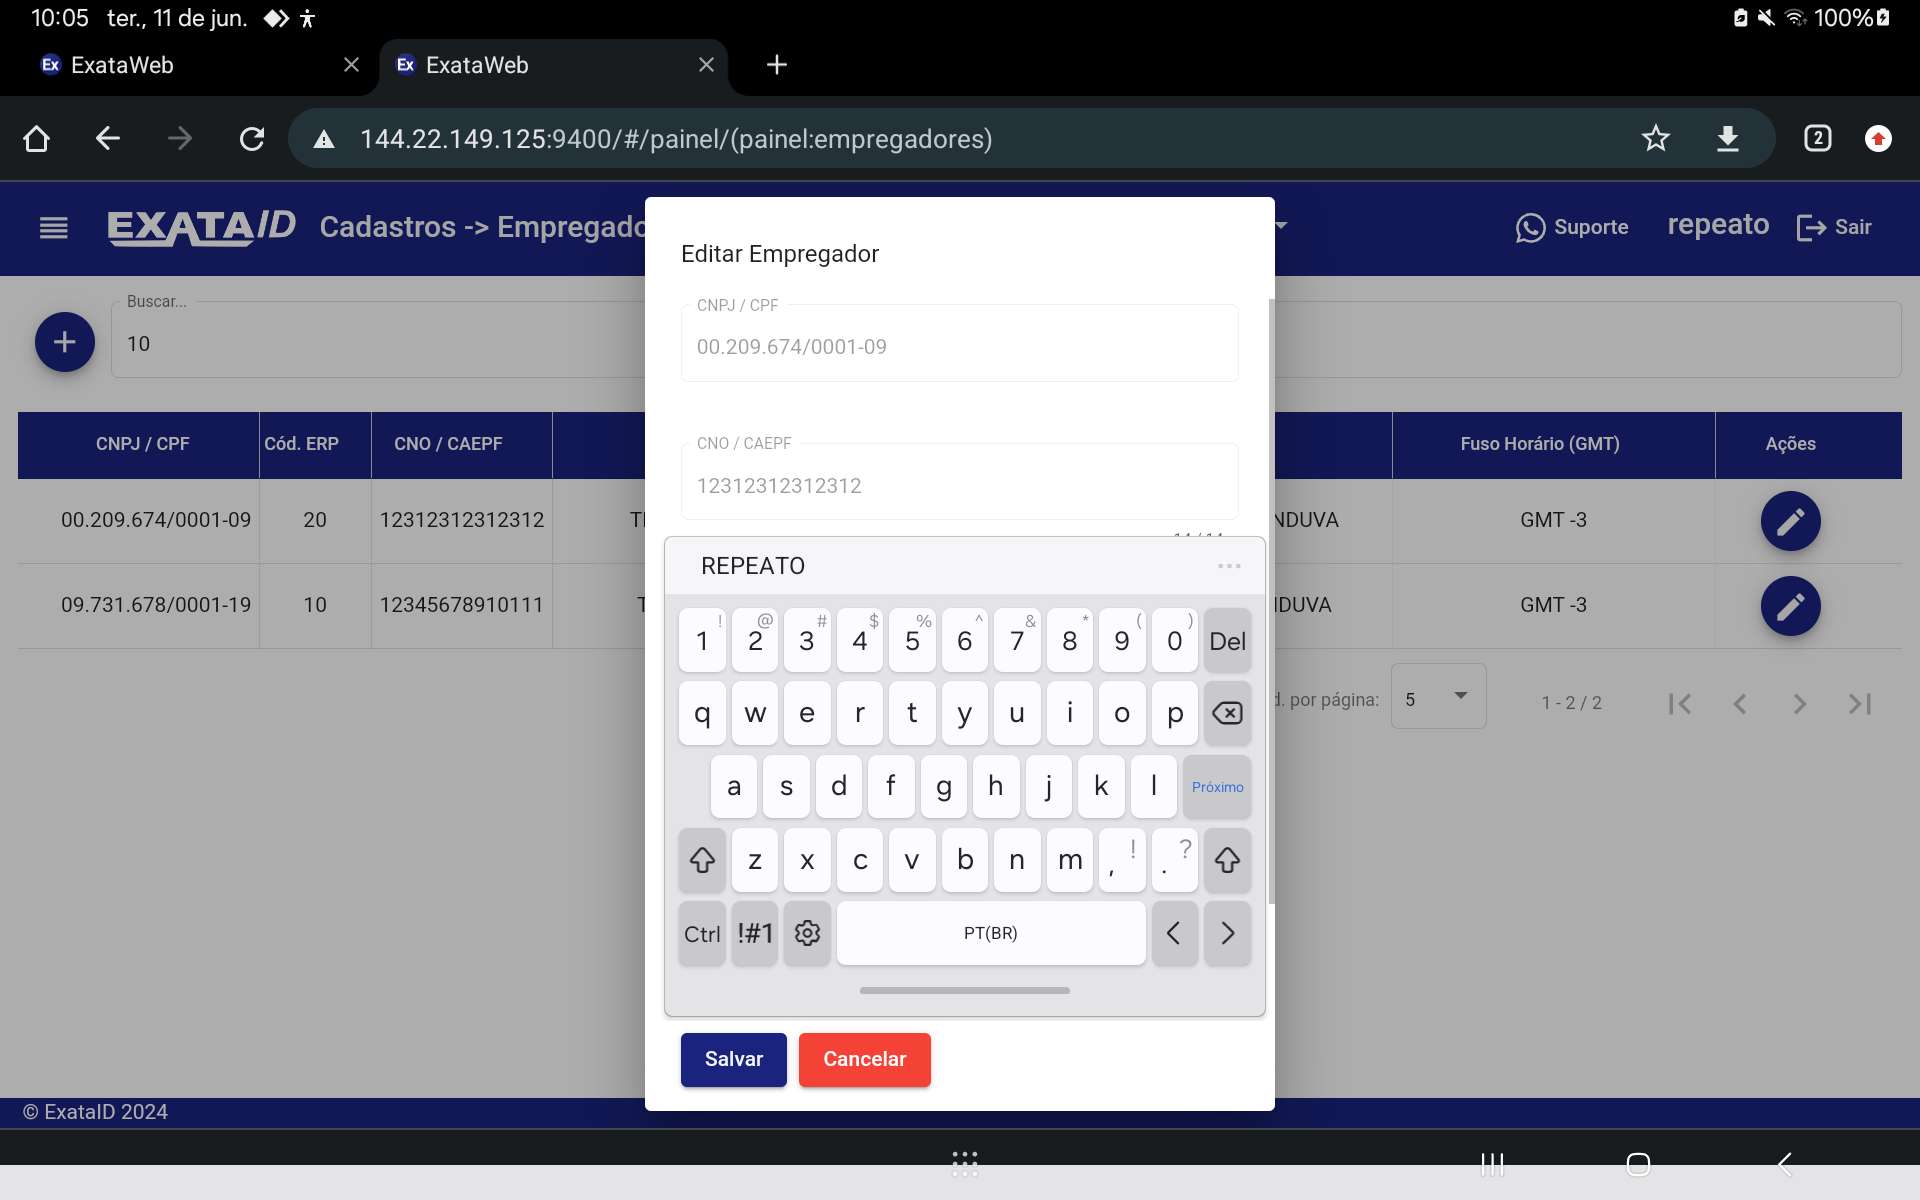 10:05 ter., 11 de jun. 100%
Ex ExataWeb
Ex ExataWeb
144.22.149.125:9400/#/painel/(painel:empregadores)
2
EXATAID Cadastros -> Empregado
Suporte repeato Sair
Buscar...
10
CNPJ / CPF Cód. ERP CNO / CAEPF Fuso Horário (GMT) Ações
00.209.674/0001-09 20 12312312312312 NDUVA GMT -3
09.731.678/0001-19 10 12345678910111 DUVA GMT -3
d. por página: 5 1 - 2 / 2
Editar Empregador
CNPJ / CPF
00.209.674/0001-09
CNO / CAEPF
12312312312312
REPEATO
! @ # $ % ^ & * ( )
1 2 3 4 5 6 7 8 9 0 Del
q w e r t y u i o p
a s d f g h j k l Próximo
z x c v b n m , ! . ?
Ctrl !#1 PT(BR) < >
Salvar Cancelar
© ExataID 2024